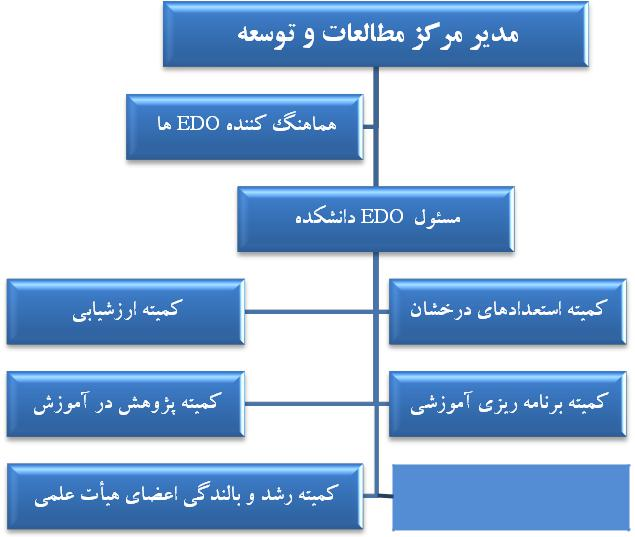 مدیر مرکز مطالعات و توسعه
هماهنگ کننده EDO ها
مسئول EDO دانشکده
کمیته استعدادهای درخشان
کمیته ارزشیابی
کمیته برنامه ریزی آموزشی
کمیته پژوهش در آموزش
کمیته رشد و بالندگی اعضای هیأت علمی